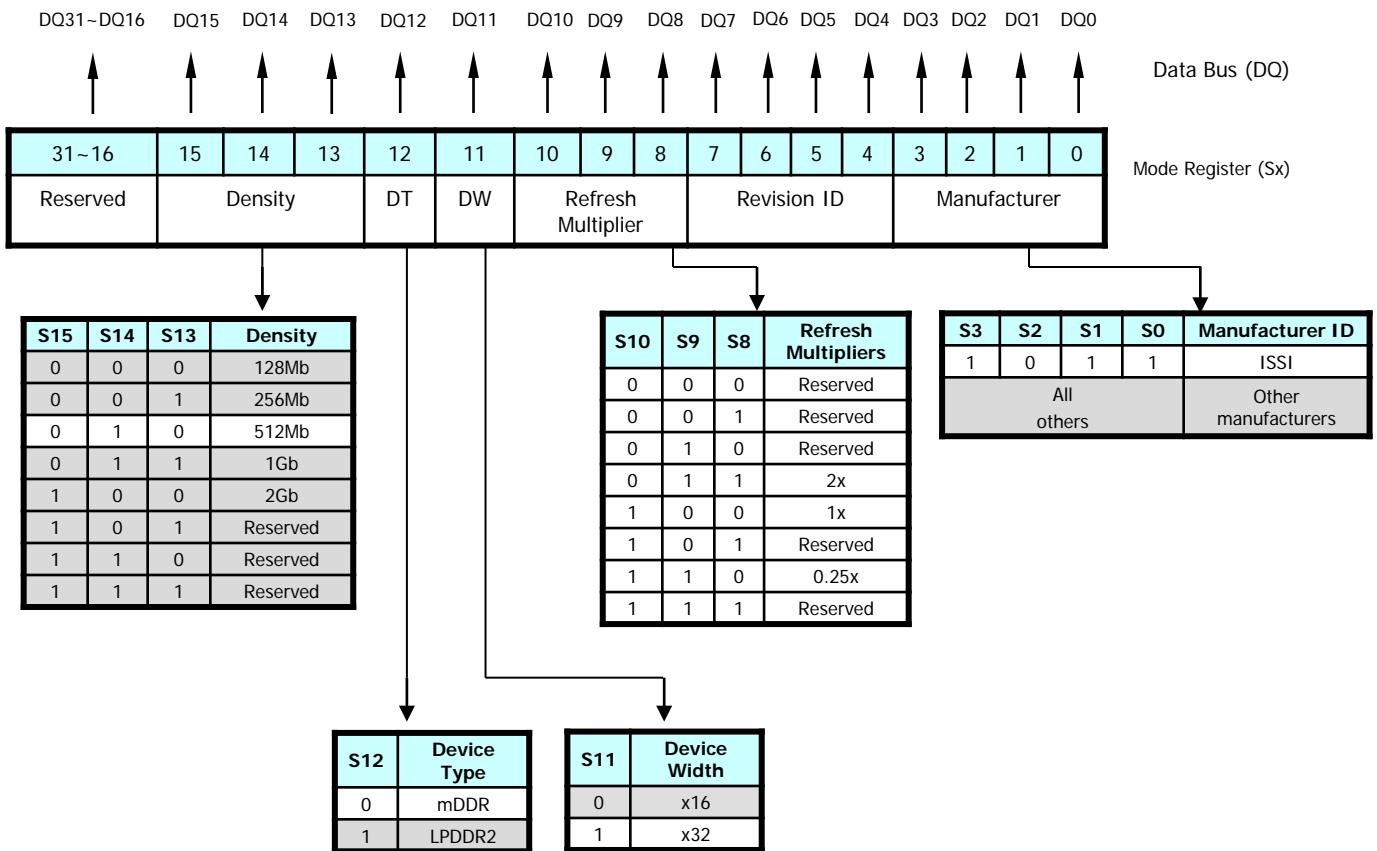 DQ31~DQ16 DQ15 DQ14 DQ13 DQ12 DQ11 DQ10 DQ9 DQ8 DQ7 DQ6 DQ5 DQ4 DQ3 DQ2 DQ1 DQ0
Data Bus (DQ)
31~16 15 14 13 12 11 10 9 8 7 6 5 4 3 2 1 0
Mode Register (Sx)
Reserved Density DT DW Refresh Multiplier Revision ID Manufacturer
S15 S14 S13 Density
0 0 0 128Mb
0 0 1 256Mb
0 1 0 512Mb
0 1 1 1Gb
1 0 0 2Gb
1 0 1 Reserved
1 1 0 Reserved
1 1 1 Reserved
S10 S9 S8 Refresh Multipliers
0 0 0 Reserved
0 0 1 Reserved
0 1 0 Reserved
0 1 1 2x
1 0 0 1x
1 0 1 Reserved
1 1 0 0.25x
1 1 1 Reserved
S3 S2 S1 S0 Manufacturer ID
1 0 1 1 ISSI
All others Other manufacturers
S12 Device Type
0 mDDR
1 LPDDR2
S11 Device Width
0 x16
1 x32